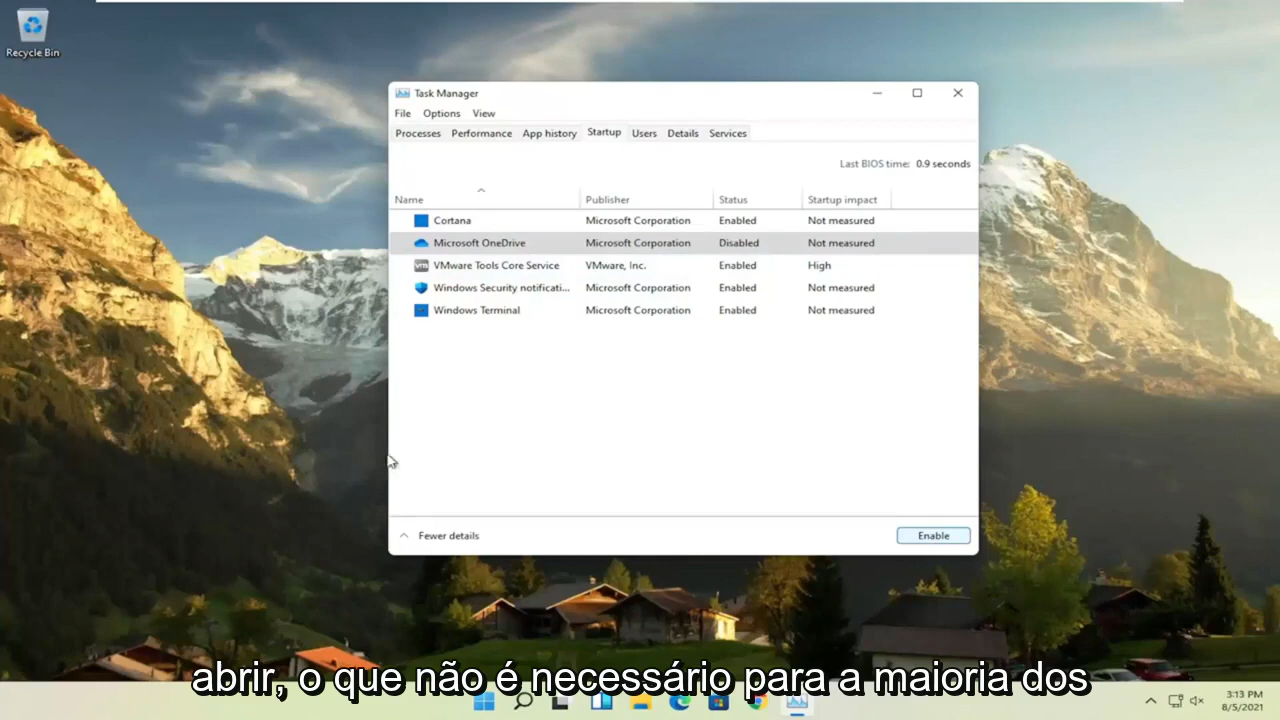 Recycle Bin
Task Manager
File Options View
Processes Performance App history Startup Users Details Services
Last BIOS time: 0.9 seconds
Name Publisher Status Startup impact
Cortana Microsoft Corporation Enabled Not measured
Microsoft OneDrive Microsoft Corporation Disabled Not measured
vm VMware Tools Core Service VMware, Inc. Enabled High
Windows Security notificati... Microsoft Corporation Enabled Not measured
Windows Terminal Microsoft Corporation Enabled Not measured
Fewer details Enable
abrir, o que não é necessário para a maioria dos
3:13 PM
8/5/2021